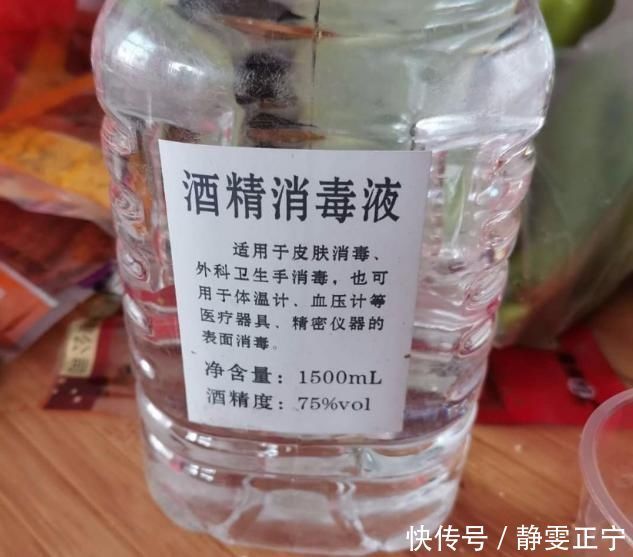 酒精消毒液
适用于皮肤消毒、
外科卫生手消毒，也可
用于体温计、血压计等
医疗器具、精密仪器的
表面消毒。
净含量：1500mL
酒精度：75%vol
快传号／静雯正宁